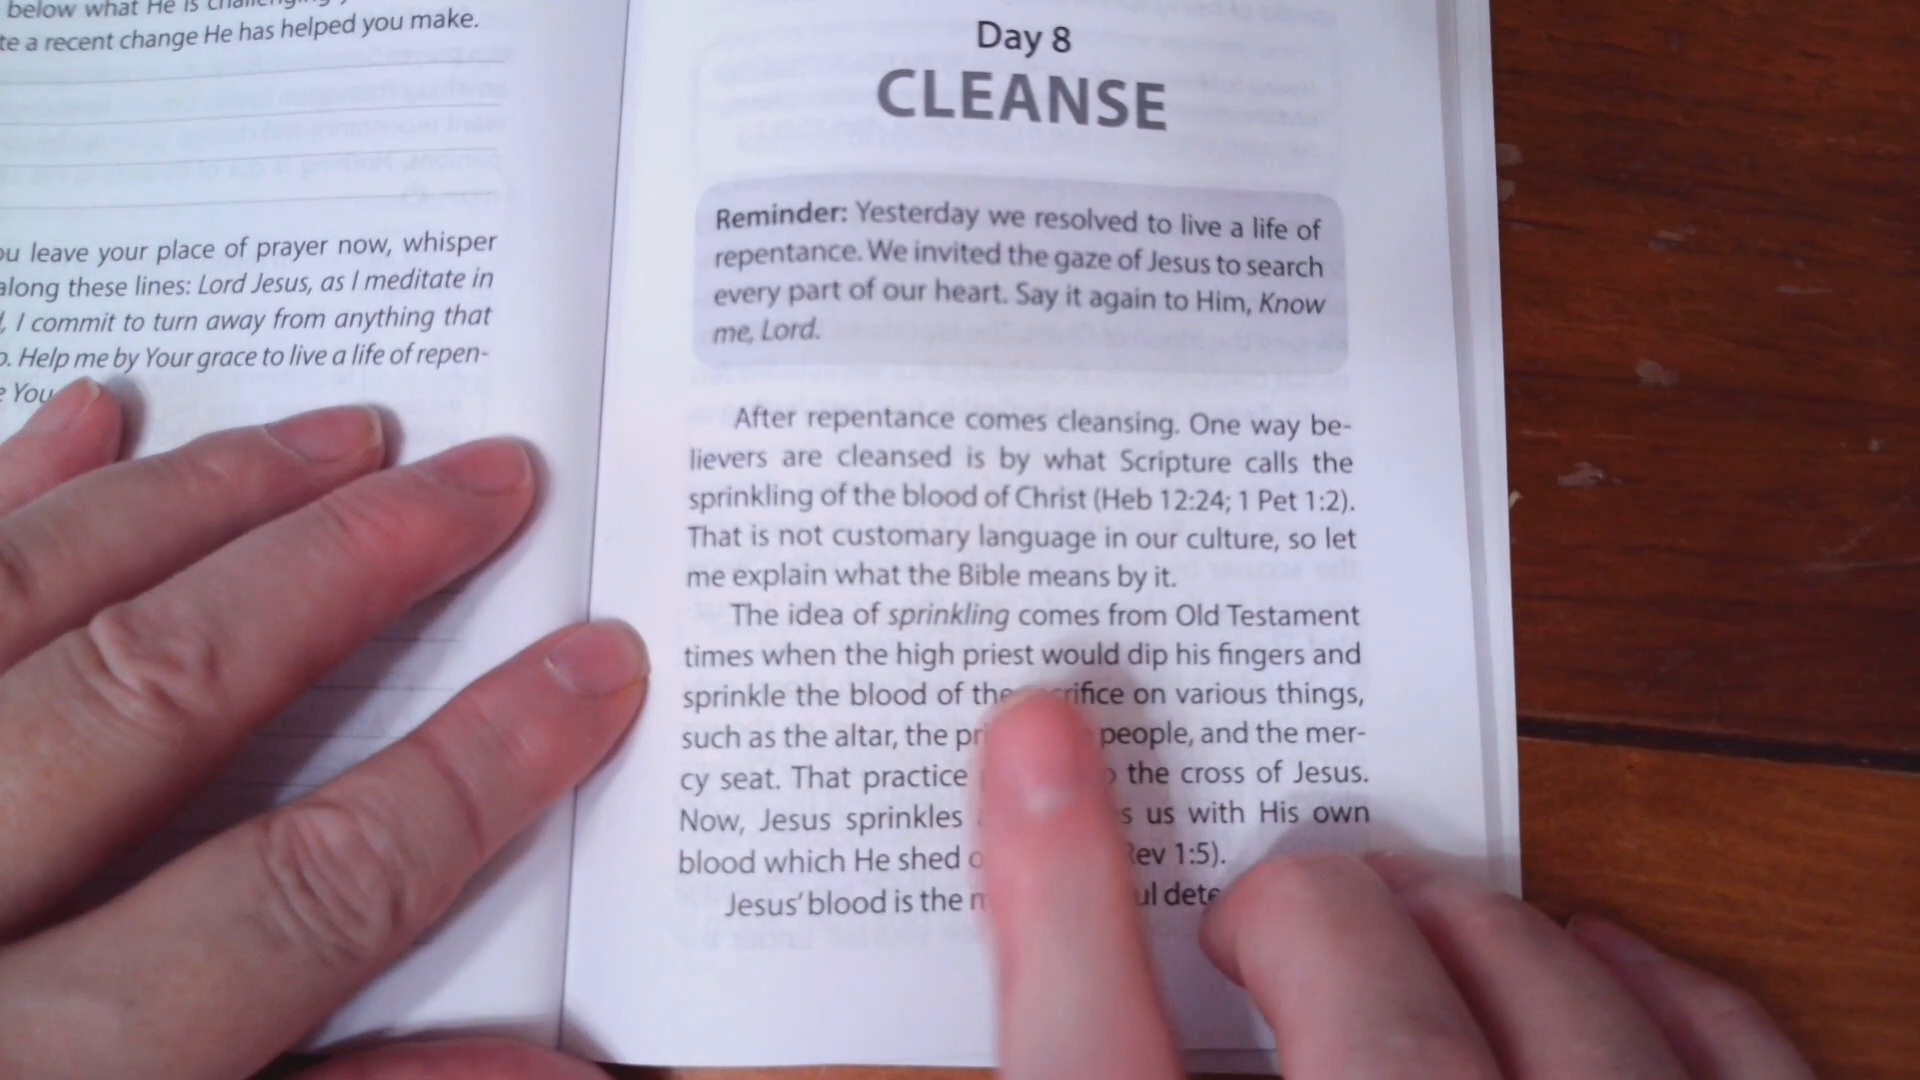 below what He is
te a recent change He has helped you make.
ou leave your place of prayer now, whisper
along these lines: Lord Jesus, as I meditate in
, I commit to turn away from anything that
o. Help me by Your grace to live a life of repen-
e You
Day 8
CLEANSE
Reminder: Yesterday we resolved to live a life of
repentance. We invited the gaze of Jesus to search
every part of our heart. Say it again to Him, Know
me, Lord.
After repentance comes cleansing. One way be-
lievers are cleansed is by what Scripture calls the
sprinkling of the blood of Christ (Heb 12:24; 1 Pet 1:2).
That is not customary language in our culture, so let
me explain what the Bible means by it.
The idea of sprinkling comes from Old Testament
times when the high priest would dip his fingers and
sprinkle the blood of the crifice on various things,
such as the altar, the pri people, and the mer-
cy seat. That practice the cross of Jesus.
Now, Jesus sprinkles s us with His own
blood which He shed Rev 1:5).
Jesus' blood is the ul dete